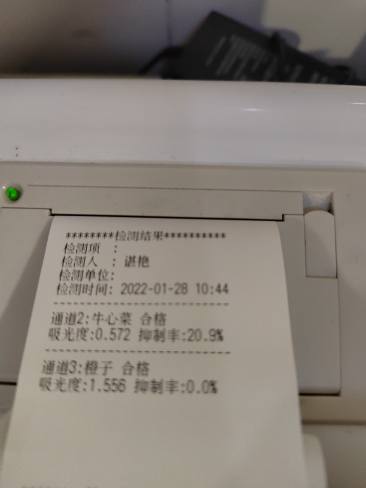 ********检测结果**********
检测项 :
检测人 : 谌艳
检测单位:
检测时间: 2022-01-28 10:44
--------------------------------
通道2:牛心菜 合格
吸光度:0.572 抑制率:20.9%
--------------------------------
通道3:橙子 合格
吸光度:1.556 抑制率:0.0%